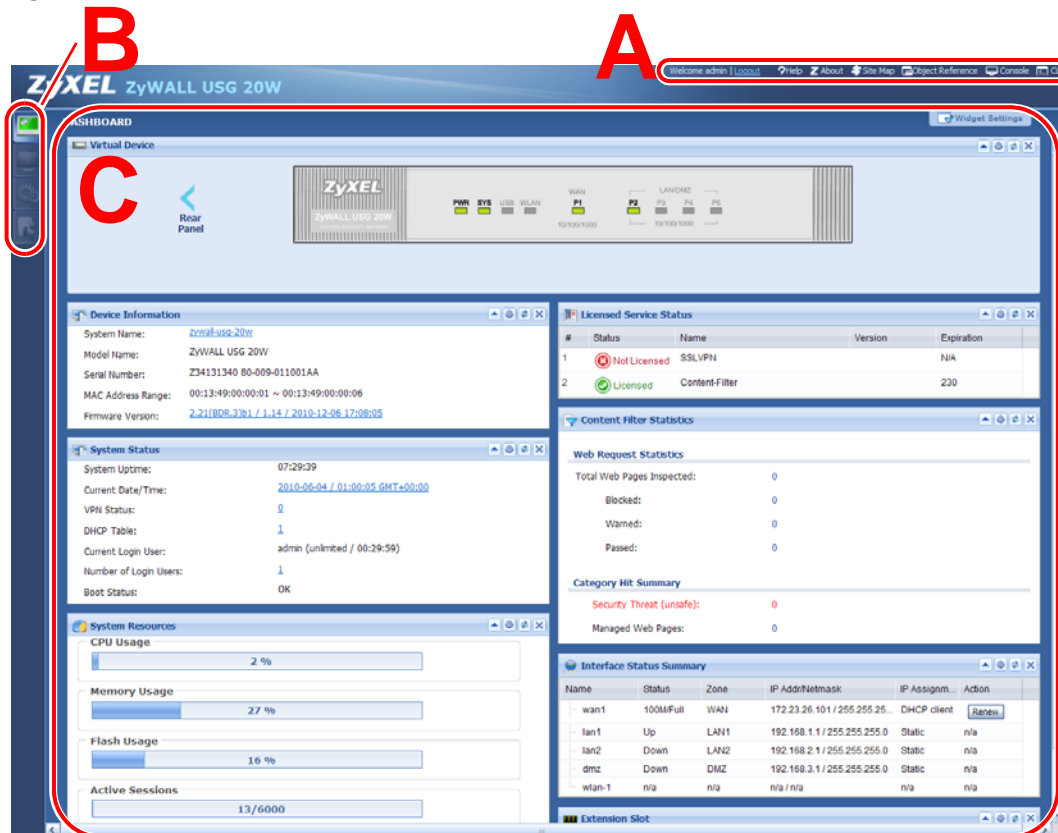 B
A
Welcome admin | Logout ?Help Z About Site Map Object Reference Console
ZyXEL ZyWALL USG 20W
DASHBOARD
Widget Settings
Virtual Device
C
Rear
Panel
ZyXEL
ZyWALL USG 20W
PWR SYS USB WLAN
WAN
P1
10/100/1000
LAN/DMZ
P2 P3 P4 P5
10/100/1000
Device Information
System Name: zywall-usg-20w
Model Name: ZyWALL USG 20W
Serial Number: Z34131340 80-009-011001AA
MAC Address Range: 00:13:49:00:00:01 ~ 00:13:49:00:00:06
Firmware Version: 2.21(BDR.3)b1 / 1.14 / 2010-12-06 17:08:05
System Status
System Uptime: 07:29:39
Current Date/Time: 2010-06-04 / 01:00:05 GMT+00:00
VPN Status: 0
DHCP Table: 1
Current Login User: admin (unlimited / 00:29:59)
Number of Login Users: 1
Boot Status: OK
System Resources
CPU Usage
2 %
Memory Usage
27 %
Flash Usage
16 %
Active Sessions
13/6000
Licensed Service Status
# Status Name Version Expiration
1 Not Licensed SSLVPN N/A
2 Licensed Content-Filter 230
Content Filter Statistics
Web Request Statistics
Total Web Pages Inspected: 0
Blocked: 0
Warned: 0
Passed: 0
Category Hit Summary
Security Threat (unsafe): 0
Managed Web Pages: 0
Interface Status Summary
Name Status Zone IP Addr/Netmask IP Assignm... Action
wan1 100M/Full WAN 172.23.26.101 / 255.255.25... DHCP client Renew
lan1 Up LAN1 192.168.1.1 / 255.255.255.0 Static n/a
lan2 Down LAN2 192.168.2.1 / 255.255.255.0 Static n/a
dmz Down DMZ 192.168.3.1 / 255.255.255.0 Static n/a
wlan-1 n/a n/a n/a / n/a n/a n/a
Extension Slot